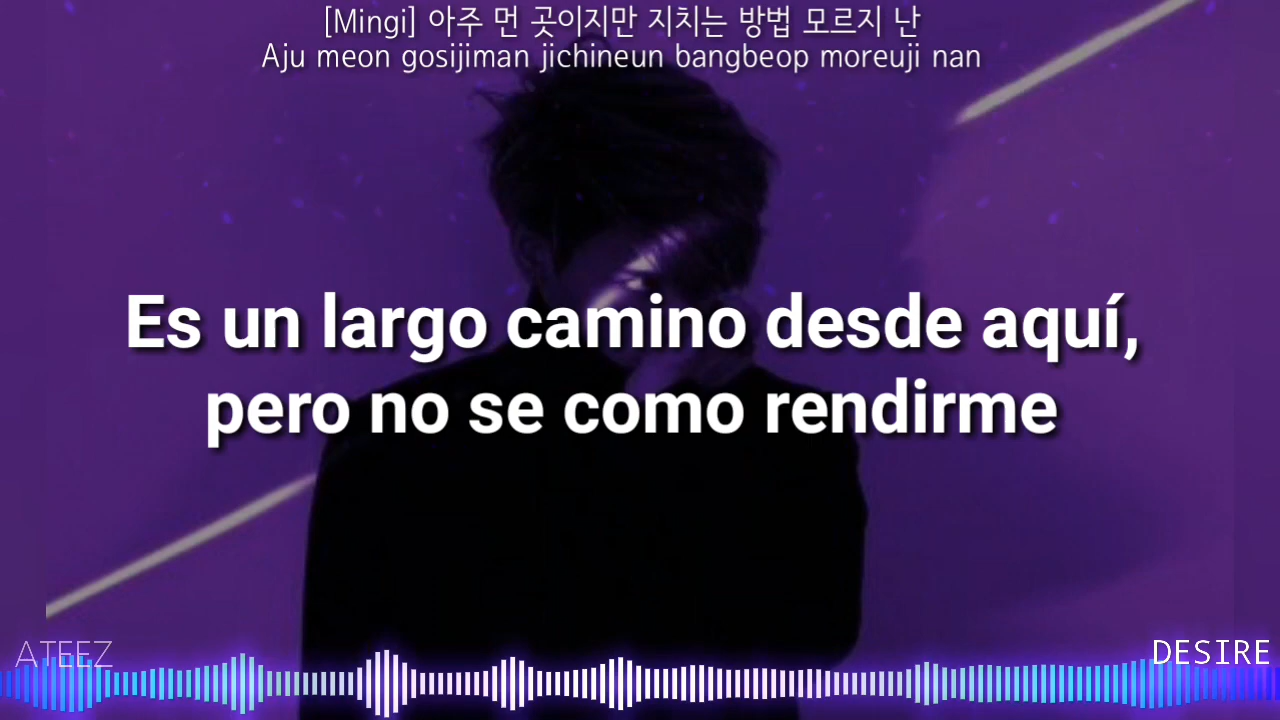 [Mingi] 아주 먼 곳이지만 지치는 방법 모르지 난
Aju meon gosijiman jichineun bangbeop moreuji nan
Es un largo camino desde aquí,
pero no se como rendirme
ATEEZ
DESIRE